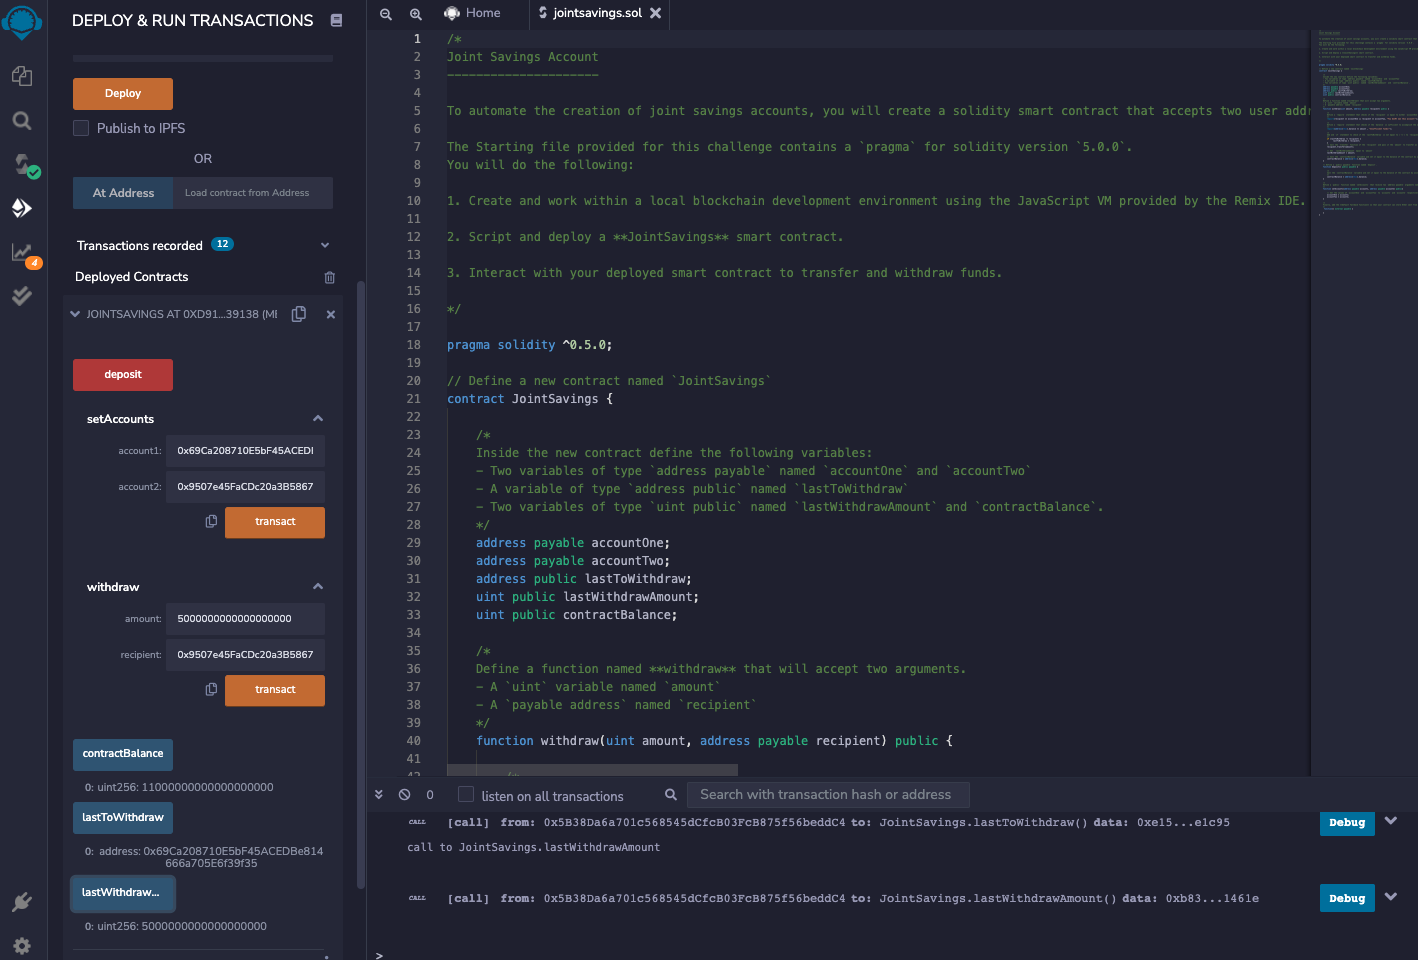 DEPLOY & RUN TRANSACTIONS
Deploy
Publish to IPFS
OR
At Address
Load contract from Address
Transactions recorded 12
4
Deployed Contracts
JOINTSAVINGS AT 0XD91...39138 (ME
deposit
setAccounts
account1: 0x69Ca208710E5bF45ACEDI
account2: 0x9507e45FaCDc20a3B5867
transact
withdraw
amount: 5000000000000000000
recipient: 0x9507e45FaCDc20a3B5867
transact
contractBalance
0: uint256: 11000000000000000000
lastToWithdraw
0: address: 0x69Ca208710E5bF45ACEDBe814
666a705E6f39f35
lastWithdraw...
0: uint256: 5000000000000000000
Home
jointsavings.sol
1 /*
2 Joint Savings Account
3 ---------------------
4
5 To automate the creation of joint savings accounts, you will create a solidity smart contract that accepts two user addr
6
7 The Starting file provided for this challenge contains a `pragma` for solidity version `5.0.0`.
8 You will do the following:
9
10 1. Create and work within a local blockchain development environment using the JavaScript VM provided by the Remix IDE.
11
12 2. Script and deploy a **JointSavings** smart contract.
13
14 3. Interact with your deployed smart contract to transfer and withdraw funds.
15
16 */
17
18 pragma solidity ^0.5.0;
19
20 // Define a new contract named `JointSavings`
21 contract JointSavings {
22
23 /*
24 Inside the new contract define the following variables:
25 - Two variables of type `address payable` named `accountOne` and `accountTwo`
26 - A variable of type `address public` named `lastToWithdraw`
27 - Two variables of type `uint public` named `lastWithdrawAmount` and `contractBalance`.
28 */
29 address payable accountOne;
30 address payable accountTwo;
31 address public lastToWithdraw;
32 uint public lastWithdrawAmount;
33 uint public contractBalance;
34
35 /*
36 Define a function named **withdraw** that will accept two arguments.
37 - A `uint` variable named `amount`
38 - A `payable address` named `recipient`
39 */
40 function withdraw(uint amount, address payable recipient) public {
41
42 /*
0
listen on all transactions
Search with transaction hash or address
CALL [call] from: 0x5B38Da6a701c568545dCfcB03FcB875f56beddC4 to: JointSavings.lastToWithdraw() data: 0xe15...e1c95 Debug
call to JointSavings.lastWithdrawAmount
CALL [call] from: 0x5B38Da6a701c568545dCfcB03FcB875f56beddC4 to: JointSavings.lastWithdrawAmount() data: 0xb83...1461e Debug
>